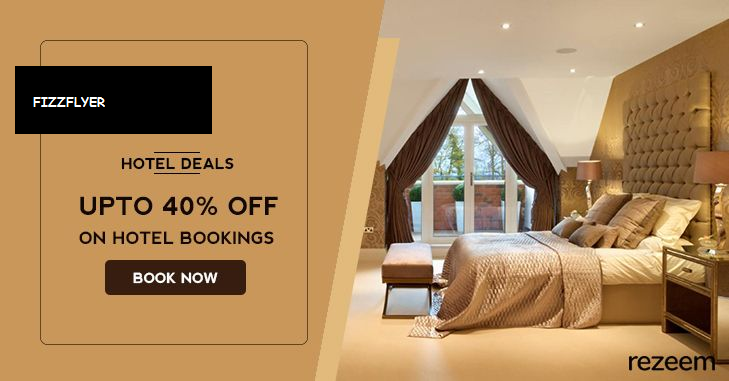 FIZZFLYER
HOTEL DEALS
UPTO 40% OFF
ON HOTEL BOOKINGS
BOOK NOW
rezeem